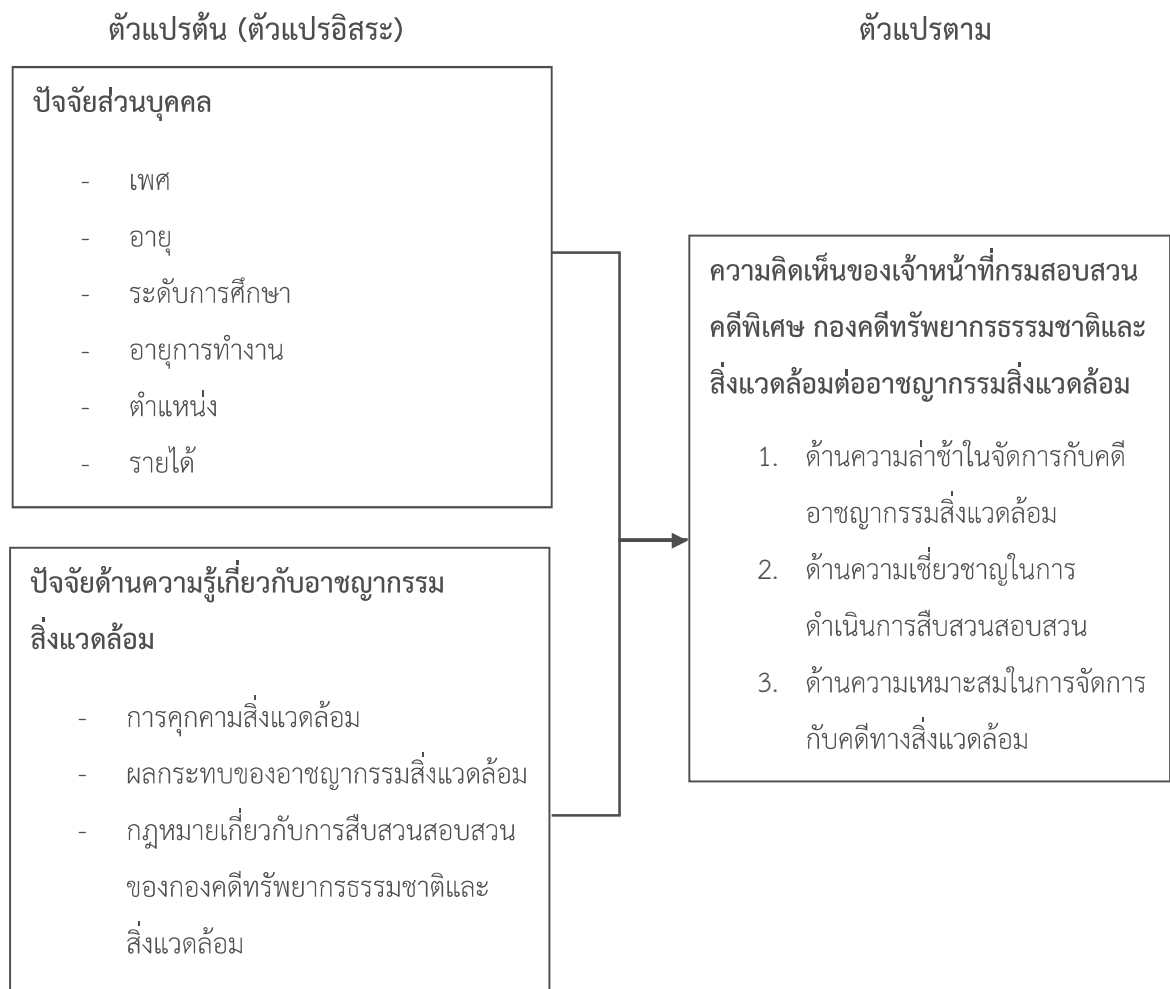 ตัวแปรต้น (ตัวแปรอิสระ)
ตัวแปรตาม
ปัจจัยส่วนบุคคล
- เพศ
- อายุ
- ระดับการศึกษา
- อายุการทำงาน
- ตำแหน่ง
- รายได้
ปัจจัยด้านความรู้เกี่ยวกับอาชญากรรม
สิ่งแวดล้อม
- การคุกคามสิ่งแวดล้อม
- ผลกระทบของอาชญากรรมสิ่งแวดล้อม
- กฎหมายเกี่ยวกับการสืบสวนสอบสวน
ของกองคดีทรัพยากรธรรมชาติและ
สิ่งแวดล้อม
ความคิดเห็นของเจ้าหน้าที่กรมสอบสวน
คดีพิเศษ กองคดีทรัพยากรธรรมชาติและ
สิ่งแวดล้อมต่ออาชญากรรมสิ่งแวดล้อม
1. ด้านความล่าช้าในจัดการกับคดี
อาชญากรรมสิ่งแวดล้อม
2. ด้านความเชี่ยวชาญในการ
ดำเนินการสืบสวนสอบสวน
3. ด้านความเหมาะสมในการจัดการ
กับคดีทางสิ่งแวดล้อม